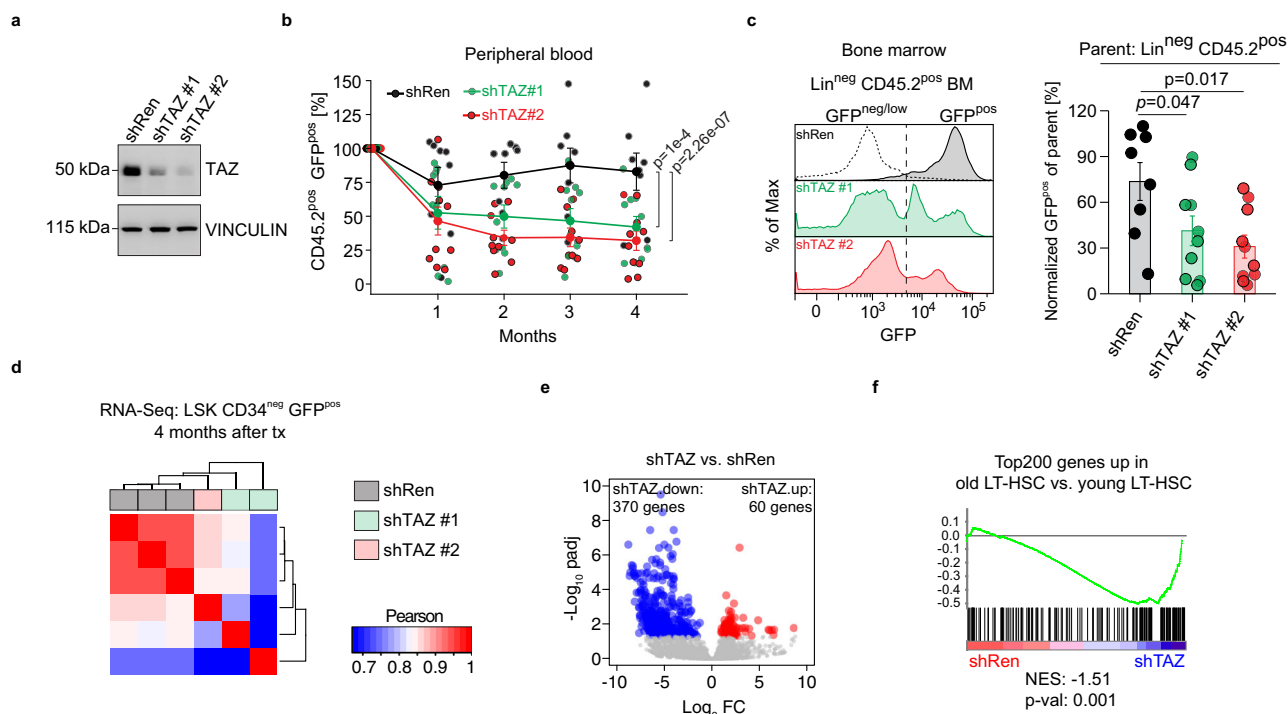 a
shRen
shTAZ #1
shTAZ #2
50 kDa
TAZ
115 kDa
VINCULIN
b
Peripheral blood
CD45.2pos GFPpos [%]
150
125
100
75
50
25
0
shRen
shTAZ#1
shTAZ#2
p=1e-4
p=2.26e-07
1 2 3 4
Months
c
Bone marrow
Linneg CD45.2pos BM
GFPneg/low GFPpos
shRen
shTAZ #1
shTAZ #2
% of Max
0 10³ 10⁴ 10⁵
GFP
Parent: Linneg CD45.2pos
p=0.017
p=0.047
Normalized GFPpos of parent [%]
120
90
60
30
0
shRen
shTAZ #1
shTAZ #2
d
RNA-Seq: LSK CD34neg GFPpos
4 months after tx
shRen
shTAZ #1
shTAZ #2
Pearson
0.7 0.8 0.9 1
e
shTAZ vs. shRen
shTAZ.down:
370 genes
shTAZ.up:
60 genes
-Log10 padj
10
8
6
4
2
0
-10 -5 0 5 10
Log FC
f
Top200 genes up in
old LT-HSC vs. young LT-HSC
0.1
0.0
-0.1
-0.2
-0.3
-0.4
-0.5
shRen shTAZ
NES: -1.51
p-val: 0.001